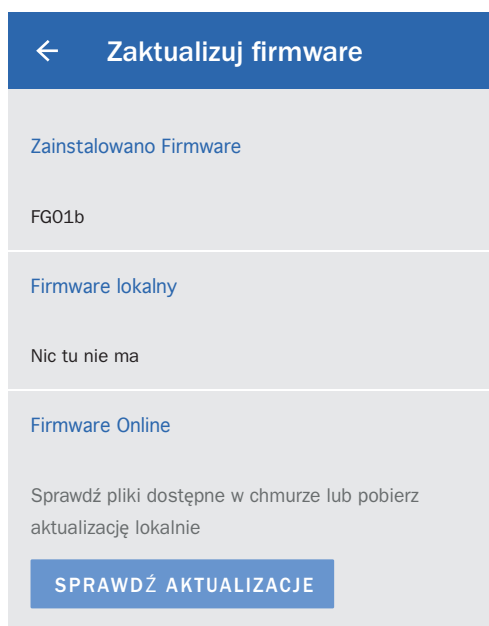 Zaktualizuj firmware
Zainstalowano Firmware
FG01b
Firmware lokalny
Nic tu nie ma
Firmware Online
Sprawdź pliki dostępne w chmurze lub pobierz
aktualizację lokalnie
SPRAWDŹ AKTUALIZACJE